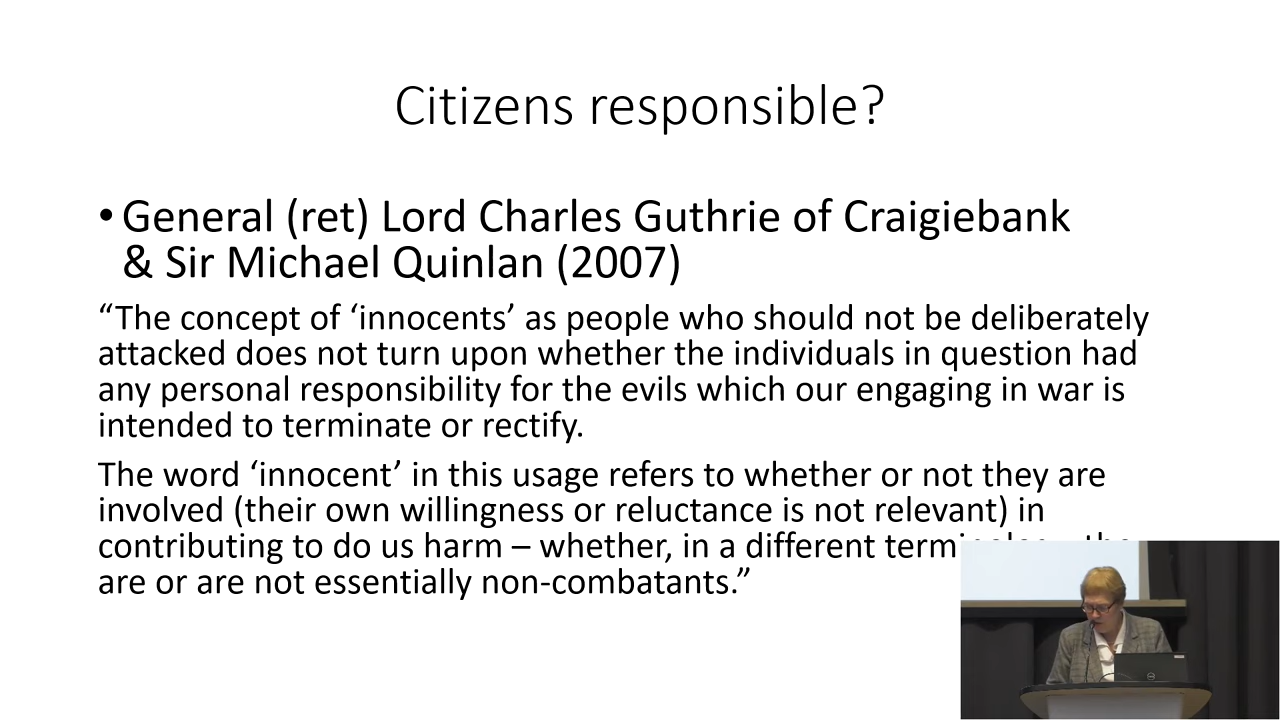 Citizens responsible?
• General (ret) Lord Charles Guthrie of Craigiebank
& Sir Michael Quinlan (2007)
“The concept of ‘innocents’ as people who should not be deliberately
attacked does not turn upon whether the individuals in question had
any personal responsibility for the evils which our engaging in war is
intended to terminate or rectify.
The word ‘innocent’ in this usage refers to whether or not they are
involved (their own willingness or reluctance is not relevant) in
contributing to do us harm – whether, in a different
are or are not essentially non-combatants.”